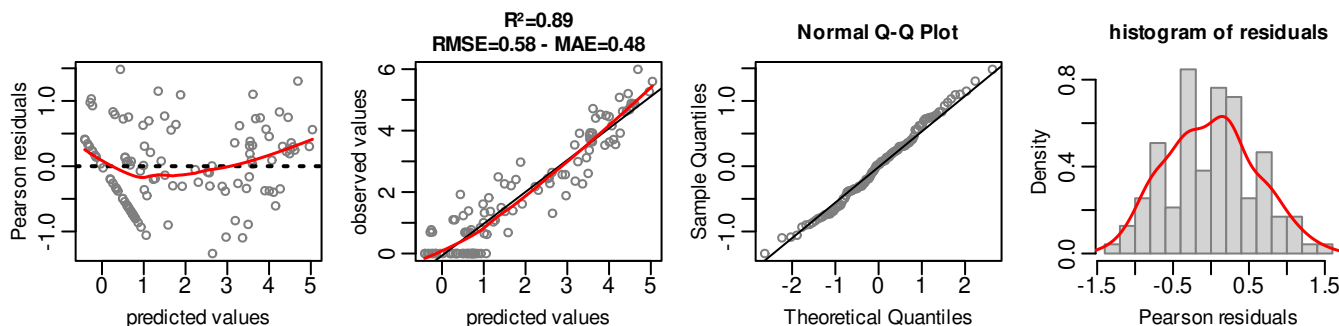 R²=0.89
RMSE=0.58 - MAE=0.48
Normal Q-Q Plot
histogram of residuals
Pearson residuals
-1.0 0.0 1.0
0 1 2 3 4 5
predicted values
observed values
0 2 4 6
0 1 2 3 4 5
predicted values
Sample Quantiles
-1.0 0.0 1.0
-2 -1 0 1 2
Theoretical Quantiles
Density
0.0 0.4 0.8
-1.5 -0.5 0.5 1.5
Pearson residuals